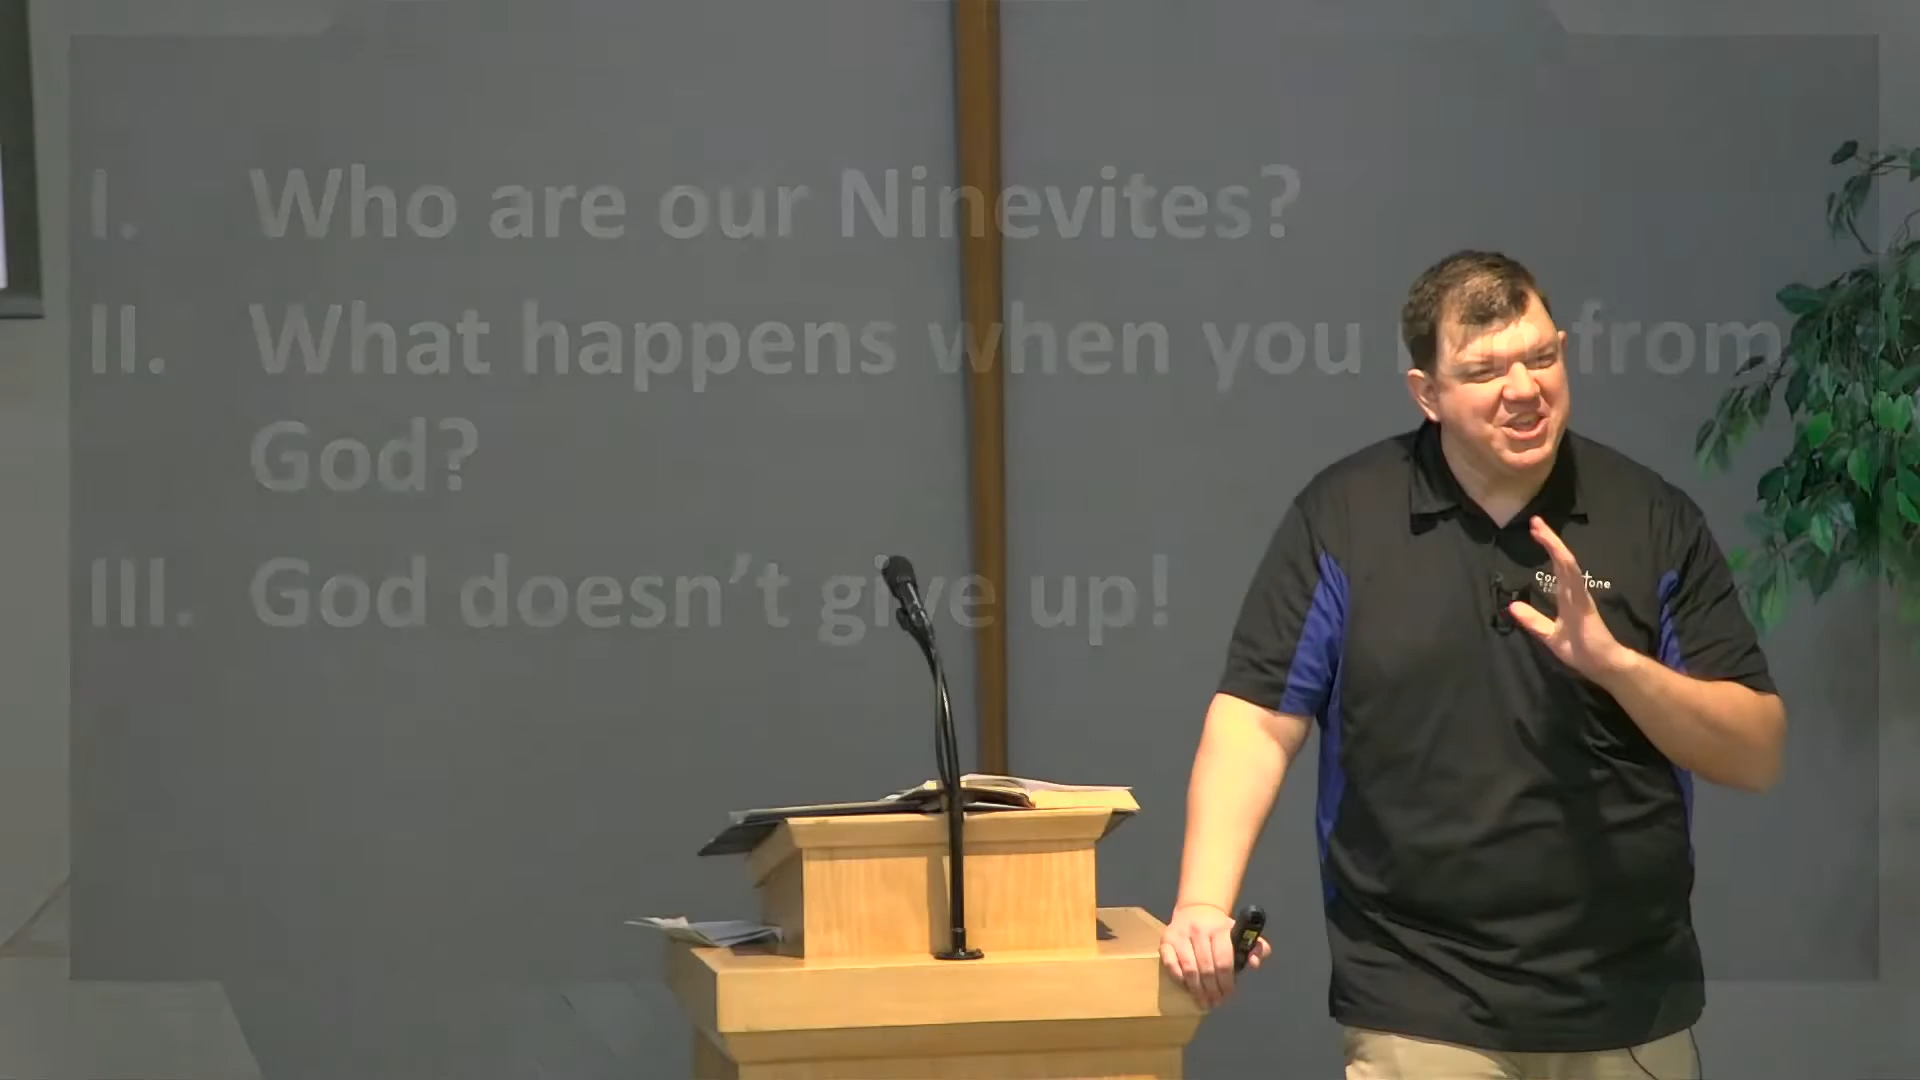 I. Who are our Ninevites?
II. What happens when you from
God?
III. God doesn't give up!